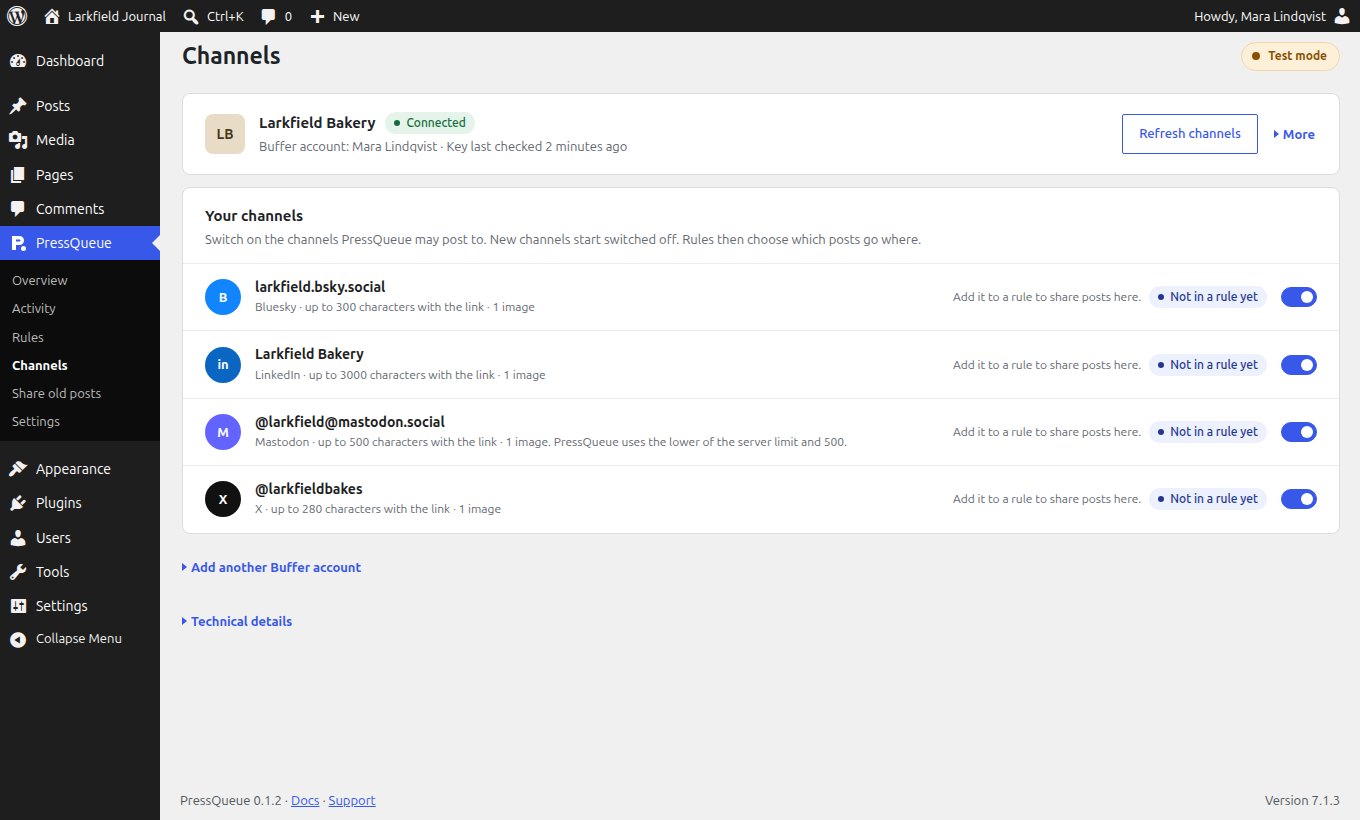 Larkfield Journal Ctrl+K 0 New Howdy, Mara Lindqvist
Dashboard
Posts
Media
Pages
Comments
PressQueue
Overview
Activity
Rules
Channels
Share old posts
Settings
Appearance
Plugins
Users
Tools
Settings
Collapse Menu
Channels
Test mode
LB
Larkfield Bakery Connected
Buffer account: Mara Lindqvist · Key last checked 2 minutes ago
Refresh channels More
Your channels
Switch on the channels PressQueue may post to. New channels start switched off. Rules then choose which posts go where.
B
larkfield.bsky.social
Bluesky · up to 300 characters with the link · 1 image
Add it to a rule to share posts here. Not in a rule yet
in
Larkfield Bakery
LinkedIn · up to 3000 characters with the link · 1 image
Add it to a rule to share posts here. Not in a rule yet
M
@larkfield@mastodon.social
Mastodon · up to 500 characters with the link · 1 image. PressQueue uses the lower of the server limit and 500.
Add it to a rule to share posts here. Not in a rule yet
X
@larkfieldbakes
X · up to 280 characters with the link · 1 image
Add it to a rule to share posts here. Not in a rule yet
Add another Buffer account
Technical details
PressQueue 0.1.2 · Docs · Support
Version 7.1.3